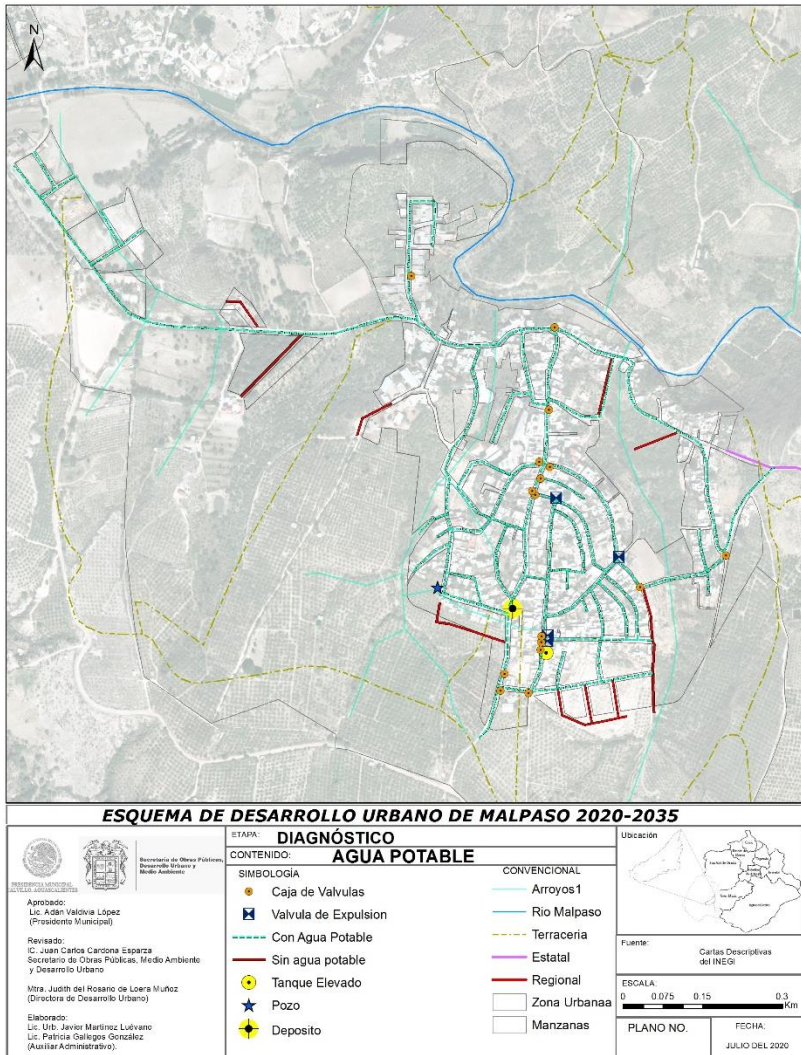 N
ESQUEMA DE DESARROLLO URBANO DE MALPASO 2020-2035
PRESIDENCIA MUNICIPAL
CALVILLO, AGUASCALIENTES
Secretaría de Obras Públicas,
Desarrollo Urbano y
Medio Ambiente
Aprobado:
Lic. Adán Valdivia López
(Presidente Municipal)
Revisado:
IC. Juan Carlos Cardona Esparza
Secretario de Obras Públicas, Medio Ambiente
y Desarrollo Urbano
Mtra. Judith del Rosario de Loera Muñoz
(Directora de Desarrollo Urbano)
Elaborado:
Lic. Urb. Javier Martínez Luévano
Lic. Patricia Gallegos González
(Auxiliar Administrativo).
ETAPA: DIAGNÓSTICO
CONTENIDO: AGUA POTABLE
SIMBOLOGÍA
Caja de Valvulas
Valvula de Expulsion
Con Agua Potable
Sin agua potable
Tanque Elevado
Pozo
Deposito
CONVENCIONAL
Arroyos1
Rio Malpaso
Terraceria
Estatal
Regional
Zona Urbanaa
Manzanas
Ubicación
Fuente:
Cartas Descriptivas
del INEGI
ESCALA:
0 0.075 0.15 0.3
Km
PLANO NO.
FECHA:
JULIO DEL 2020